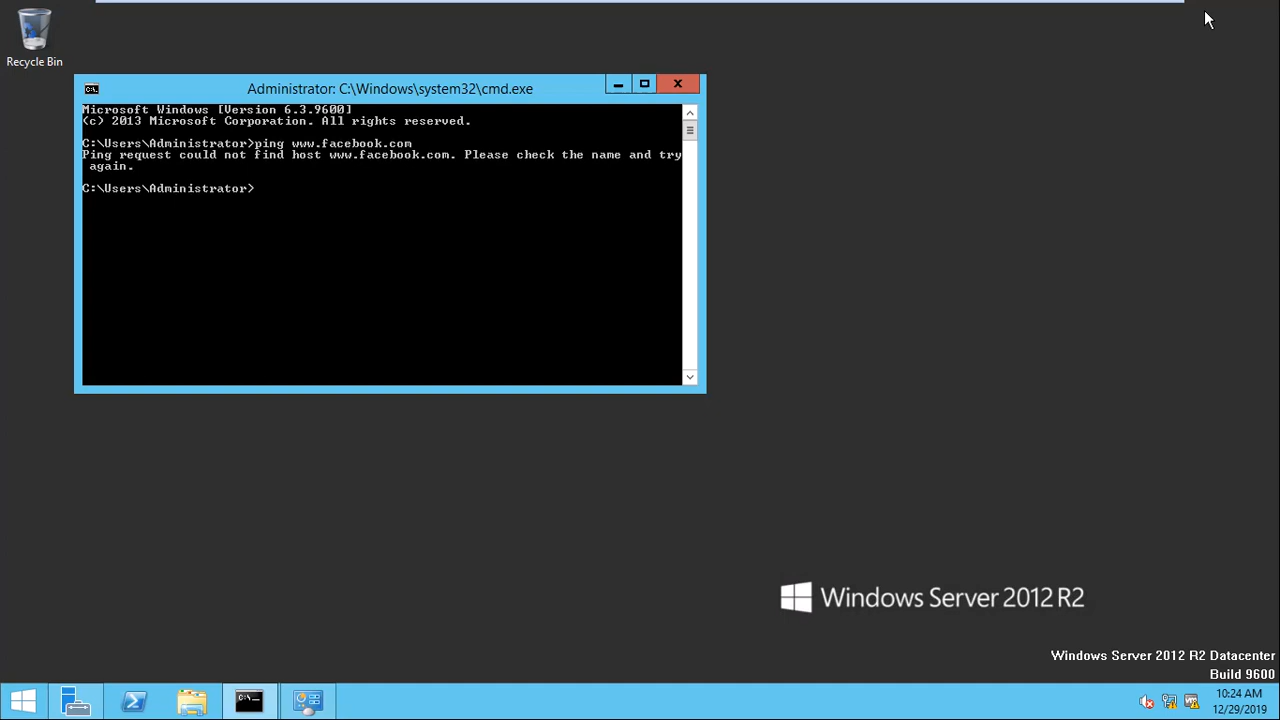 Recycle Bin
Administrator: C:\Windows\system32\cmd.exe
Microsoft Windows [Version 6.3.9600]
(c) 2013 Microsoft Corporation. All rights reserved.
C:\Users\Administrator>ping www.facebook.com
Ping request could not find host www.facebook.com. Please check the name and try
again.
C:\Users\Administrator>
Windows Server 2012 R2
Windows Server 2012 R2 Datacenter
Build 9600
10:24 AM
12/29/2019